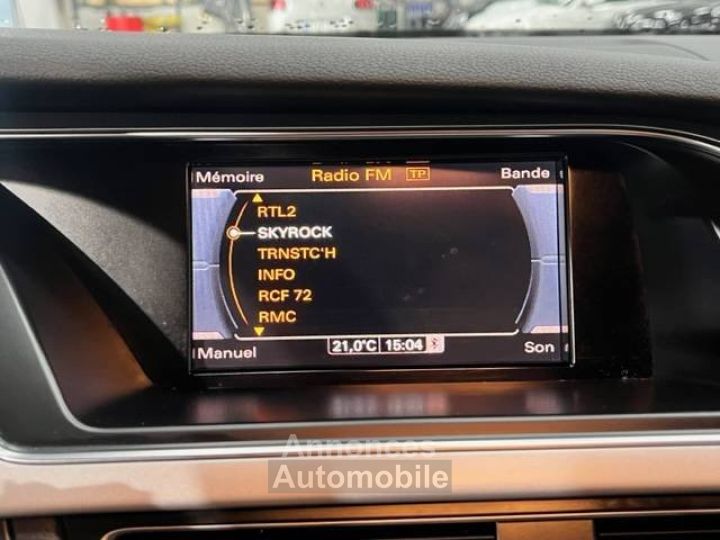 Mémoire Radio FM TP Bande
RTL2
SKYROCK
TRNSTC'H
INFO
RCF 72
RMC
Manuel 21,0°C 15:04 Son
Annonces
Automobile